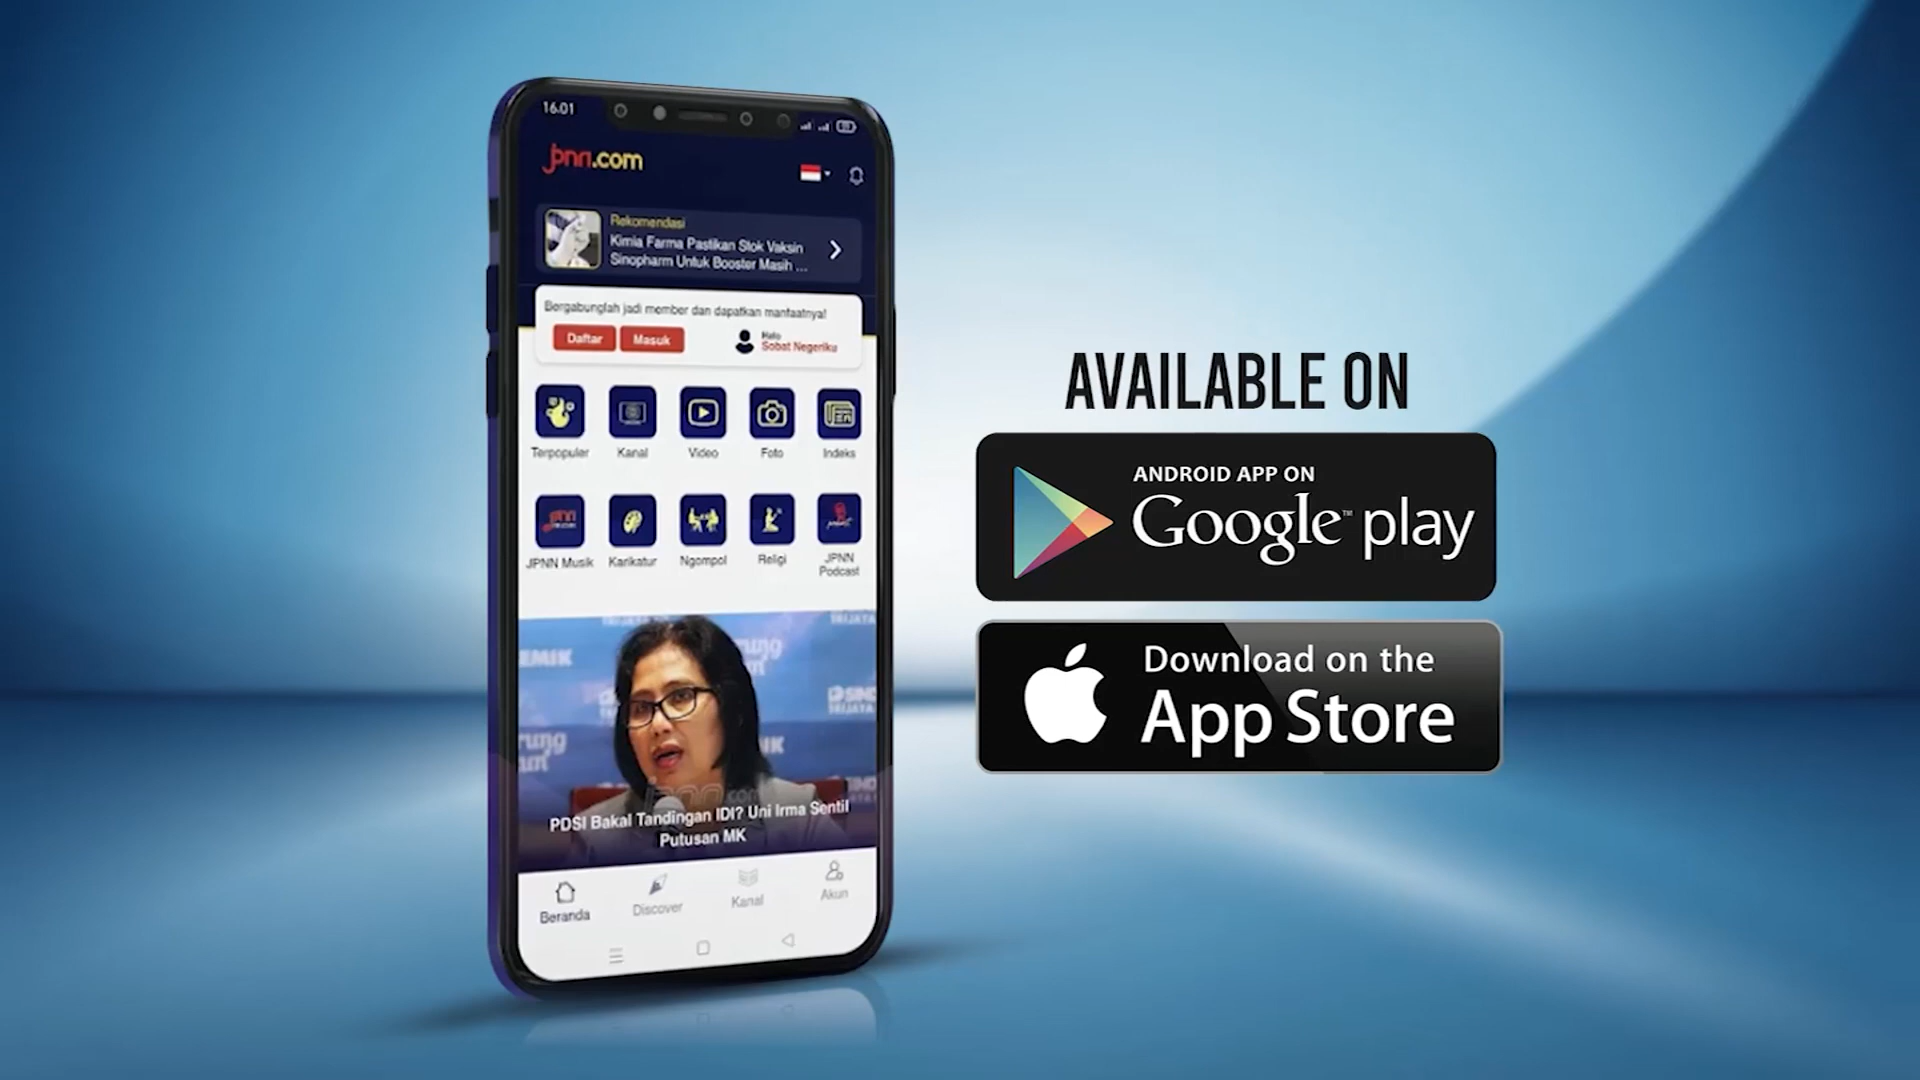 16.01
jpnn.com
Rekomendasi
Kimia Farma Pastikan Stok Vaksin
Sinopharm Untuk Booster Masih ...
Bergabunglah jadi member dan dapatkan manfaatnya!
Daftar
Masuk
Halo
Sobat Negeriku
Terpopuler
Kanal
Video
Foto
Indeks
JPNN Musik
Karikatur
Ngompol
Religi
JPNN
Podcast
PDSI Bakal Tandingan IDI? Uni Irma Sentil
Putusan MK
Beranda
Discover
Kanal
Akun
AVAILABLE ON
ANDROID APP ON
Google™ play
Download on the
App Store